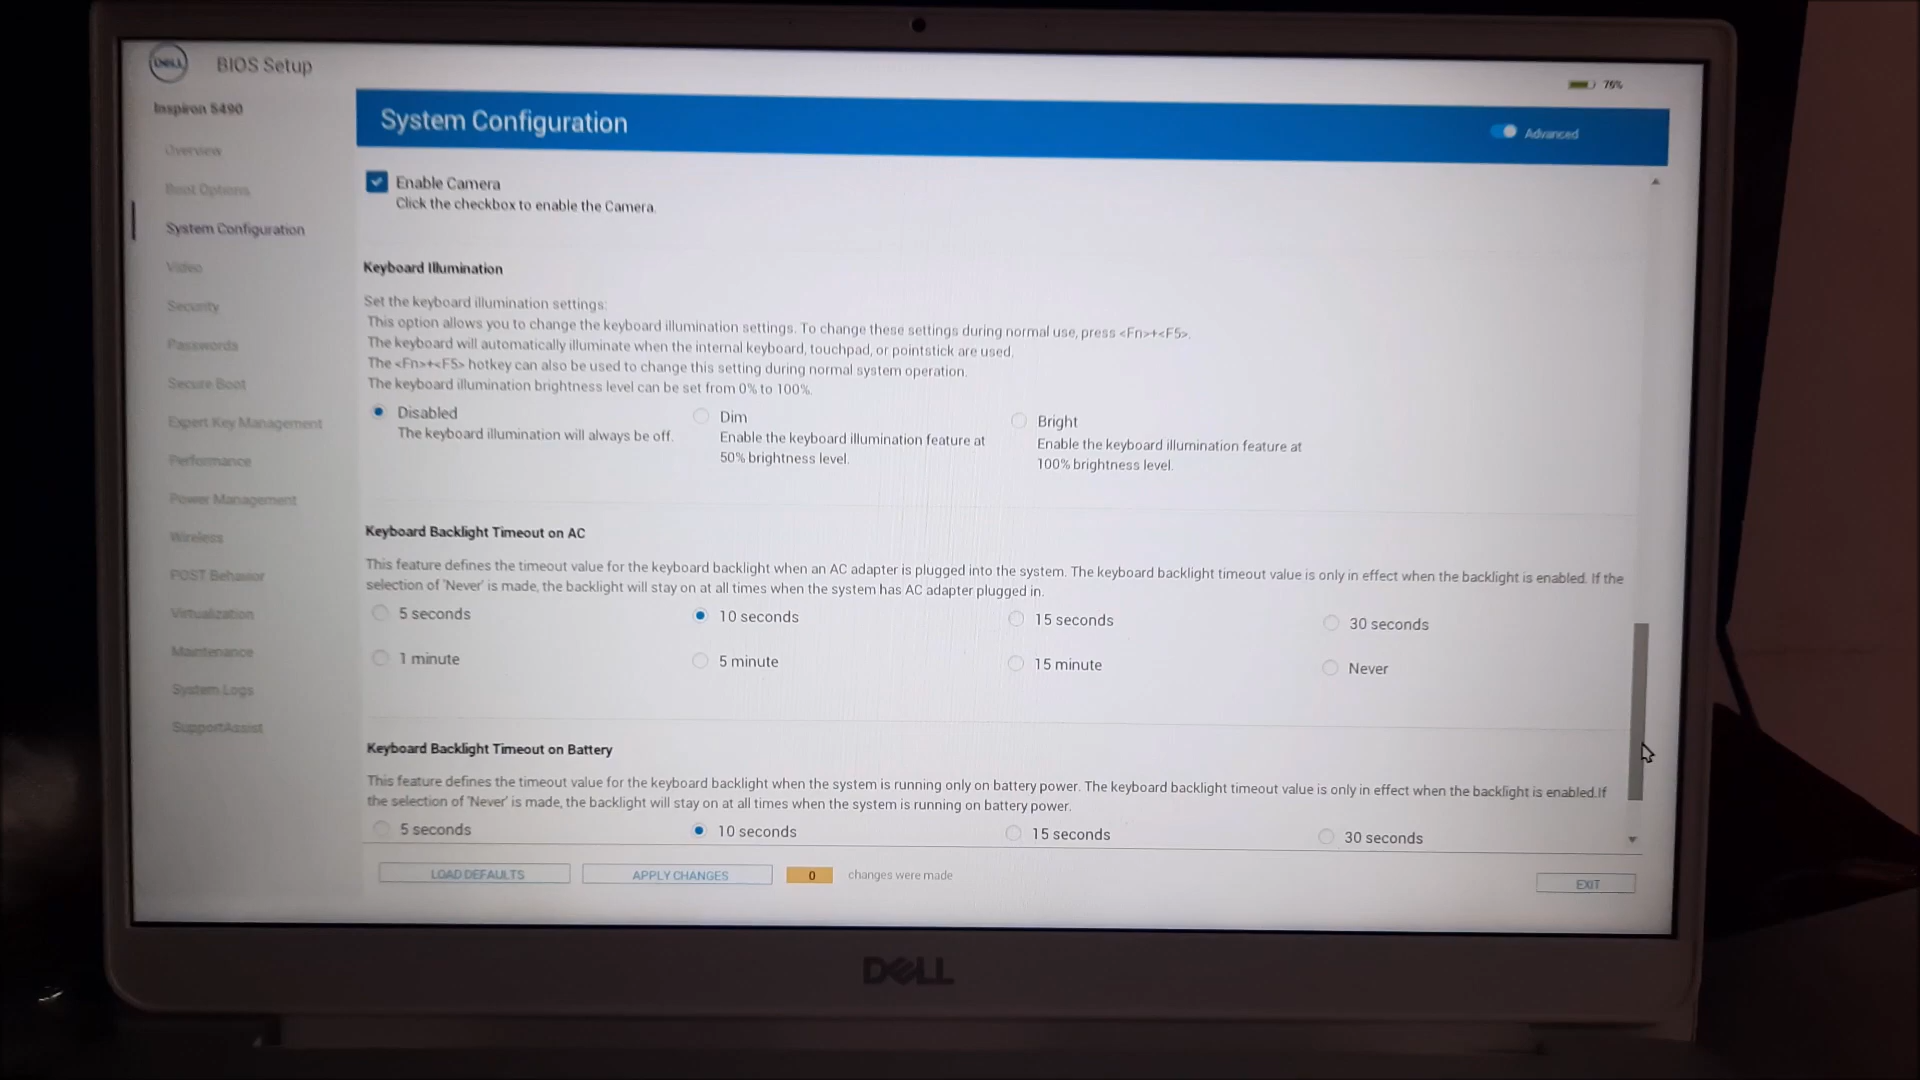 DELL
BIOS Setup
76%
Inspiron 5490
System Configuration
Advanced
Overview
Boot Options
System Configuration
Video
Security
Passwords
Secure Boot
Expert Key Management
Performance
Power Management
Wireless
POST Behavior
Virtualization
Maintenance
System Logs
SupportAssist
Enable Camera
Click the checkbox to enable the Camera.
Keyboard Illumination
Set the keyboard illumination settings:
This option allows you to change the keyboard illumination settings. To change these settings during normal use, press <Fn>+<F5>.
The keyboard will automatically illuminate when the internal keyboard, touchpad, or pointstick are used.
The <Fn>+<F5> hotkey can also be used to change this setting during normal system operation.
The keyboard illumination brightness level can be set from 0% to 100%.
Disabled
The keyboard illumination will always be off.
Dim
Enable the keyboard illumination feature at
50% brightness level.
Bright
Enable the keyboard illumination feature at
100% brightness level.
Keyboard Backlight Timeout on AC
This feature defines the timeout value for the keyboard backlight when an AC adapter is plugged into the system. The keyboard backlight timeout value is only in effect when the backlight is enabled. If the
selection of 'Never' is made, the backlight will stay on at all times when the system has AC adapter plugged in.
5 seconds
10 seconds
15 seconds
30 seconds
1 minute
5 minute
15 minute
Never
Keyboard Backlight Timeout on Battery
This feature defines the timeout value for the keyboard backlight when the system is running only on battery power. The keyboard backlight timeout value is only in effect when the backlight is enabled.If
the selection of 'Never' is made, the backlight will stay on at all times when the system is running on battery power.
5 seconds
10 seconds
15 seconds
30 seconds
LOAD DEFAULTS
APPLY CHANGES
0
changes were made
EXIT
DELL